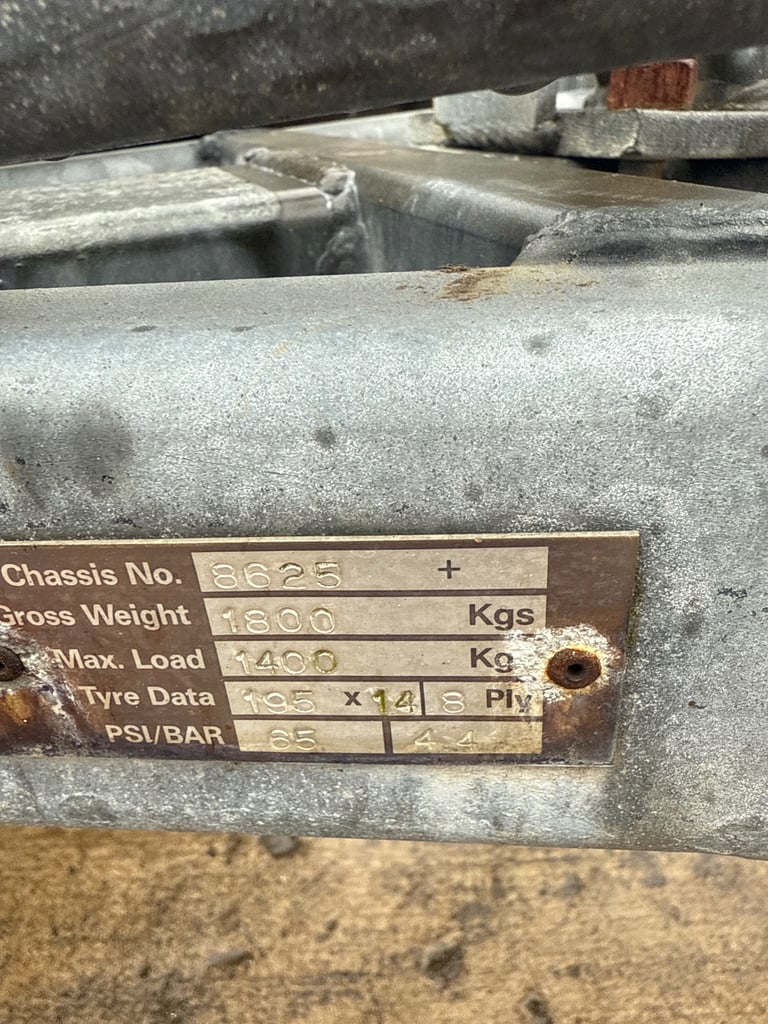 Chassis No. 8625 +
Gross Weight 1800 Kgs
Max. Load 1400 Kg
Tyre Data 195 x 14 8 Ply
PSI/BAR 65 4.4